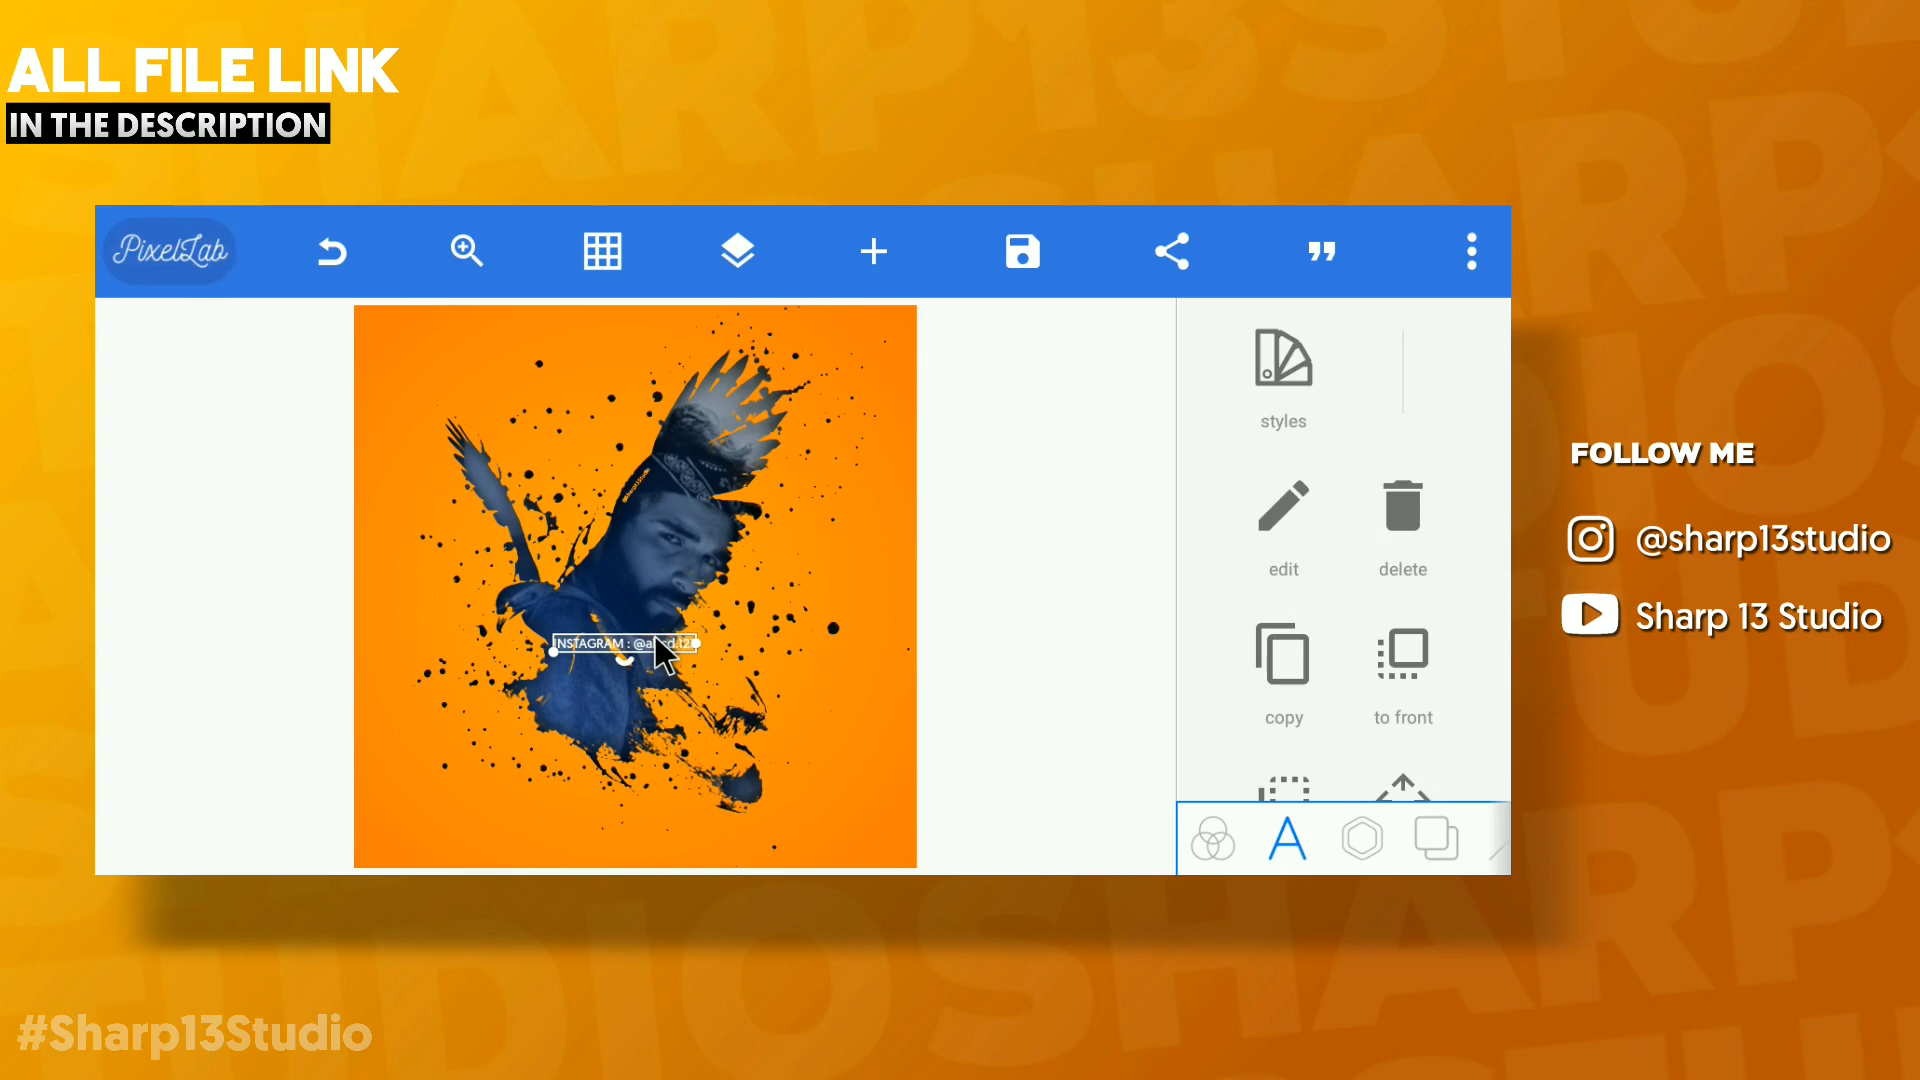 ALL FILE LINK
IN THE DESCRIPTION
PixelLab
styles
edit
delete
copy
to front
INSTAGRAM :
FOLLOW ME
@sharp13studio
Sharp 13 Studio
#Sharp13Studio